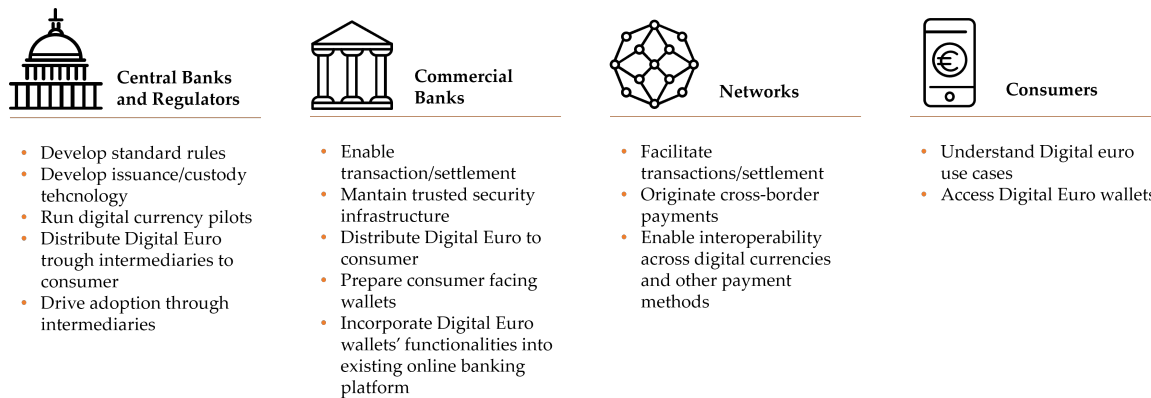 Central Banks
and Regulators
• Develop standard rules
• Develop issuance/custody
tehcnology
• Run digital currency pilots
• Distribute Digital Euro
trough intermediaries to
consumer
• Drive adoption through
intermediaries
Commercial
Banks
• Enable
transaction/settlement
• Mantain trusted security
infrastructure
• Distribute Digital Euro to
consumer
• Prepare consumer facing
wallets
• Incorporate Digital Euro
wallets’ functionalities into
existing online banking
platform
Networks
• Facilitate
transactions/settlement
• Originate cross-border
payments
• Enable interoperability
across digital currencies
and other payment
methods
€
Consumers
• Understand Digital euro
use cases
• Access Digital Euro wallets